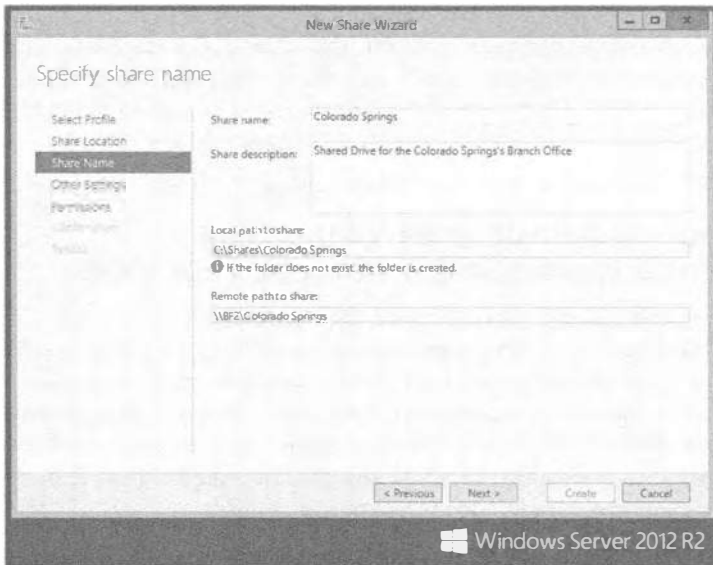 New Share Wizard
Specify share name
Select Profile
Share Location
Share Name
Other Settings
Permissions
Share name:
Colorado Springs
Share description:
Shared Drive for the Colorado Springs's Branch Office
Local path to share:
C:\Shares\Colorado Springs
If the folder does not exist, the folder is created.
Remote path to share:
\\BF2\Colorado Springs
< Previous
Next >
Create
Cancel
Windows Server 2012 R2